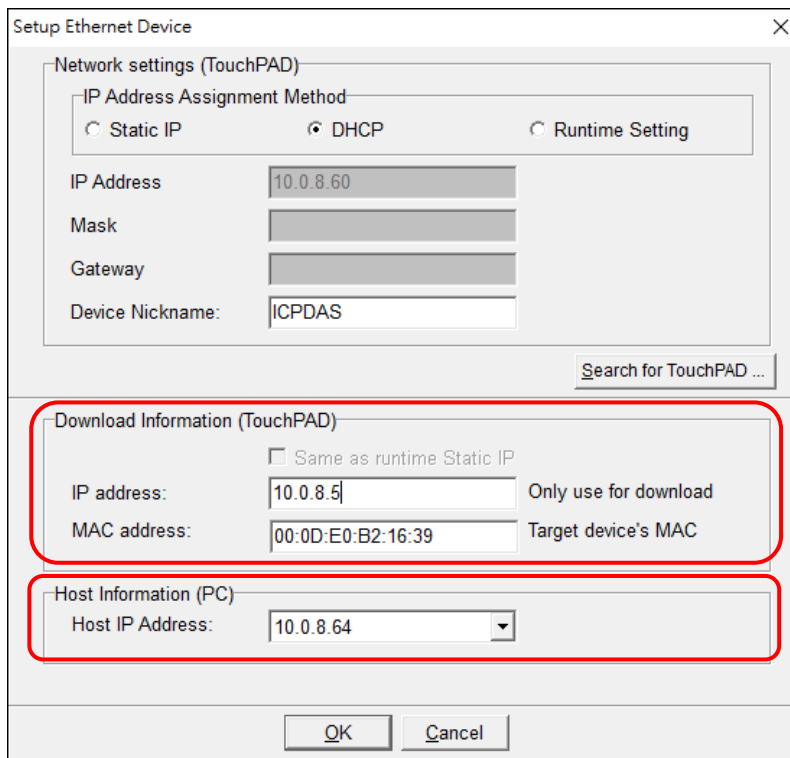 Setup Ethernet Device
Network settings (TouchPAD)
IP Address Assignment Method
Static IP DHCP Runtime Setting
IP Address 10.0.8.60
Mask
Gateway
Device Nickname: ICPDAS
Search for TouchPAD ...
Download Information (TouchPAD)
Same as runtime Static IP
IP address: 10.0.8.5 Only use for download
MAC address: 00:0D:E0:B2:16:39 Target device's MAC
Host Information (PC)
Host IP Address: 10.0.8.64
OK Cancel